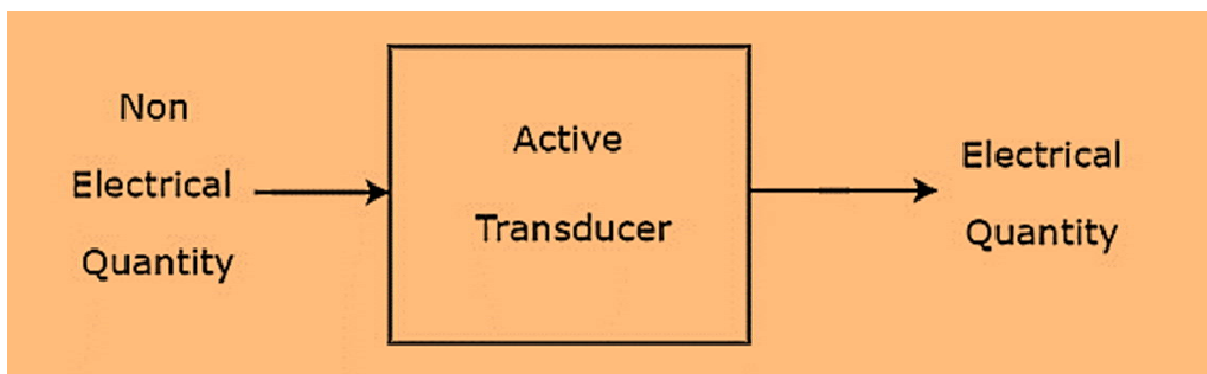 Non
Electrical
Quantity
Active
Transducer
Electrical
Quantity